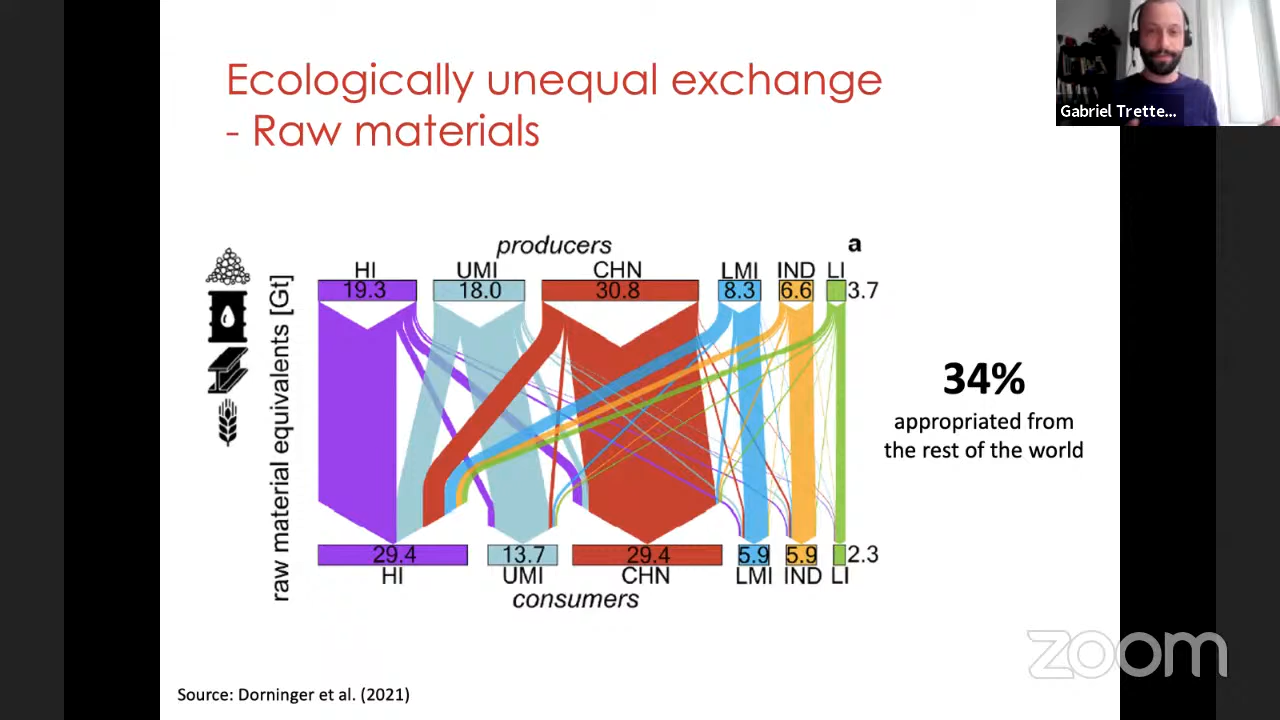 Ecologically unequal exchange
- Raw materials
Gabriel Trette...
producers
a
HI UMI CHN LMI IND LI
19.3 18.0 30.8 8.3 6.6 3.7
raw material equivalents [Gt]
34%
appropriated from
the rest of the world
29.4 13.7 29.4 5.9 5.9 2.3
HI UMI CHN LMI IND LI
consumers
zoom
Source: Dorninger et al. (2021)